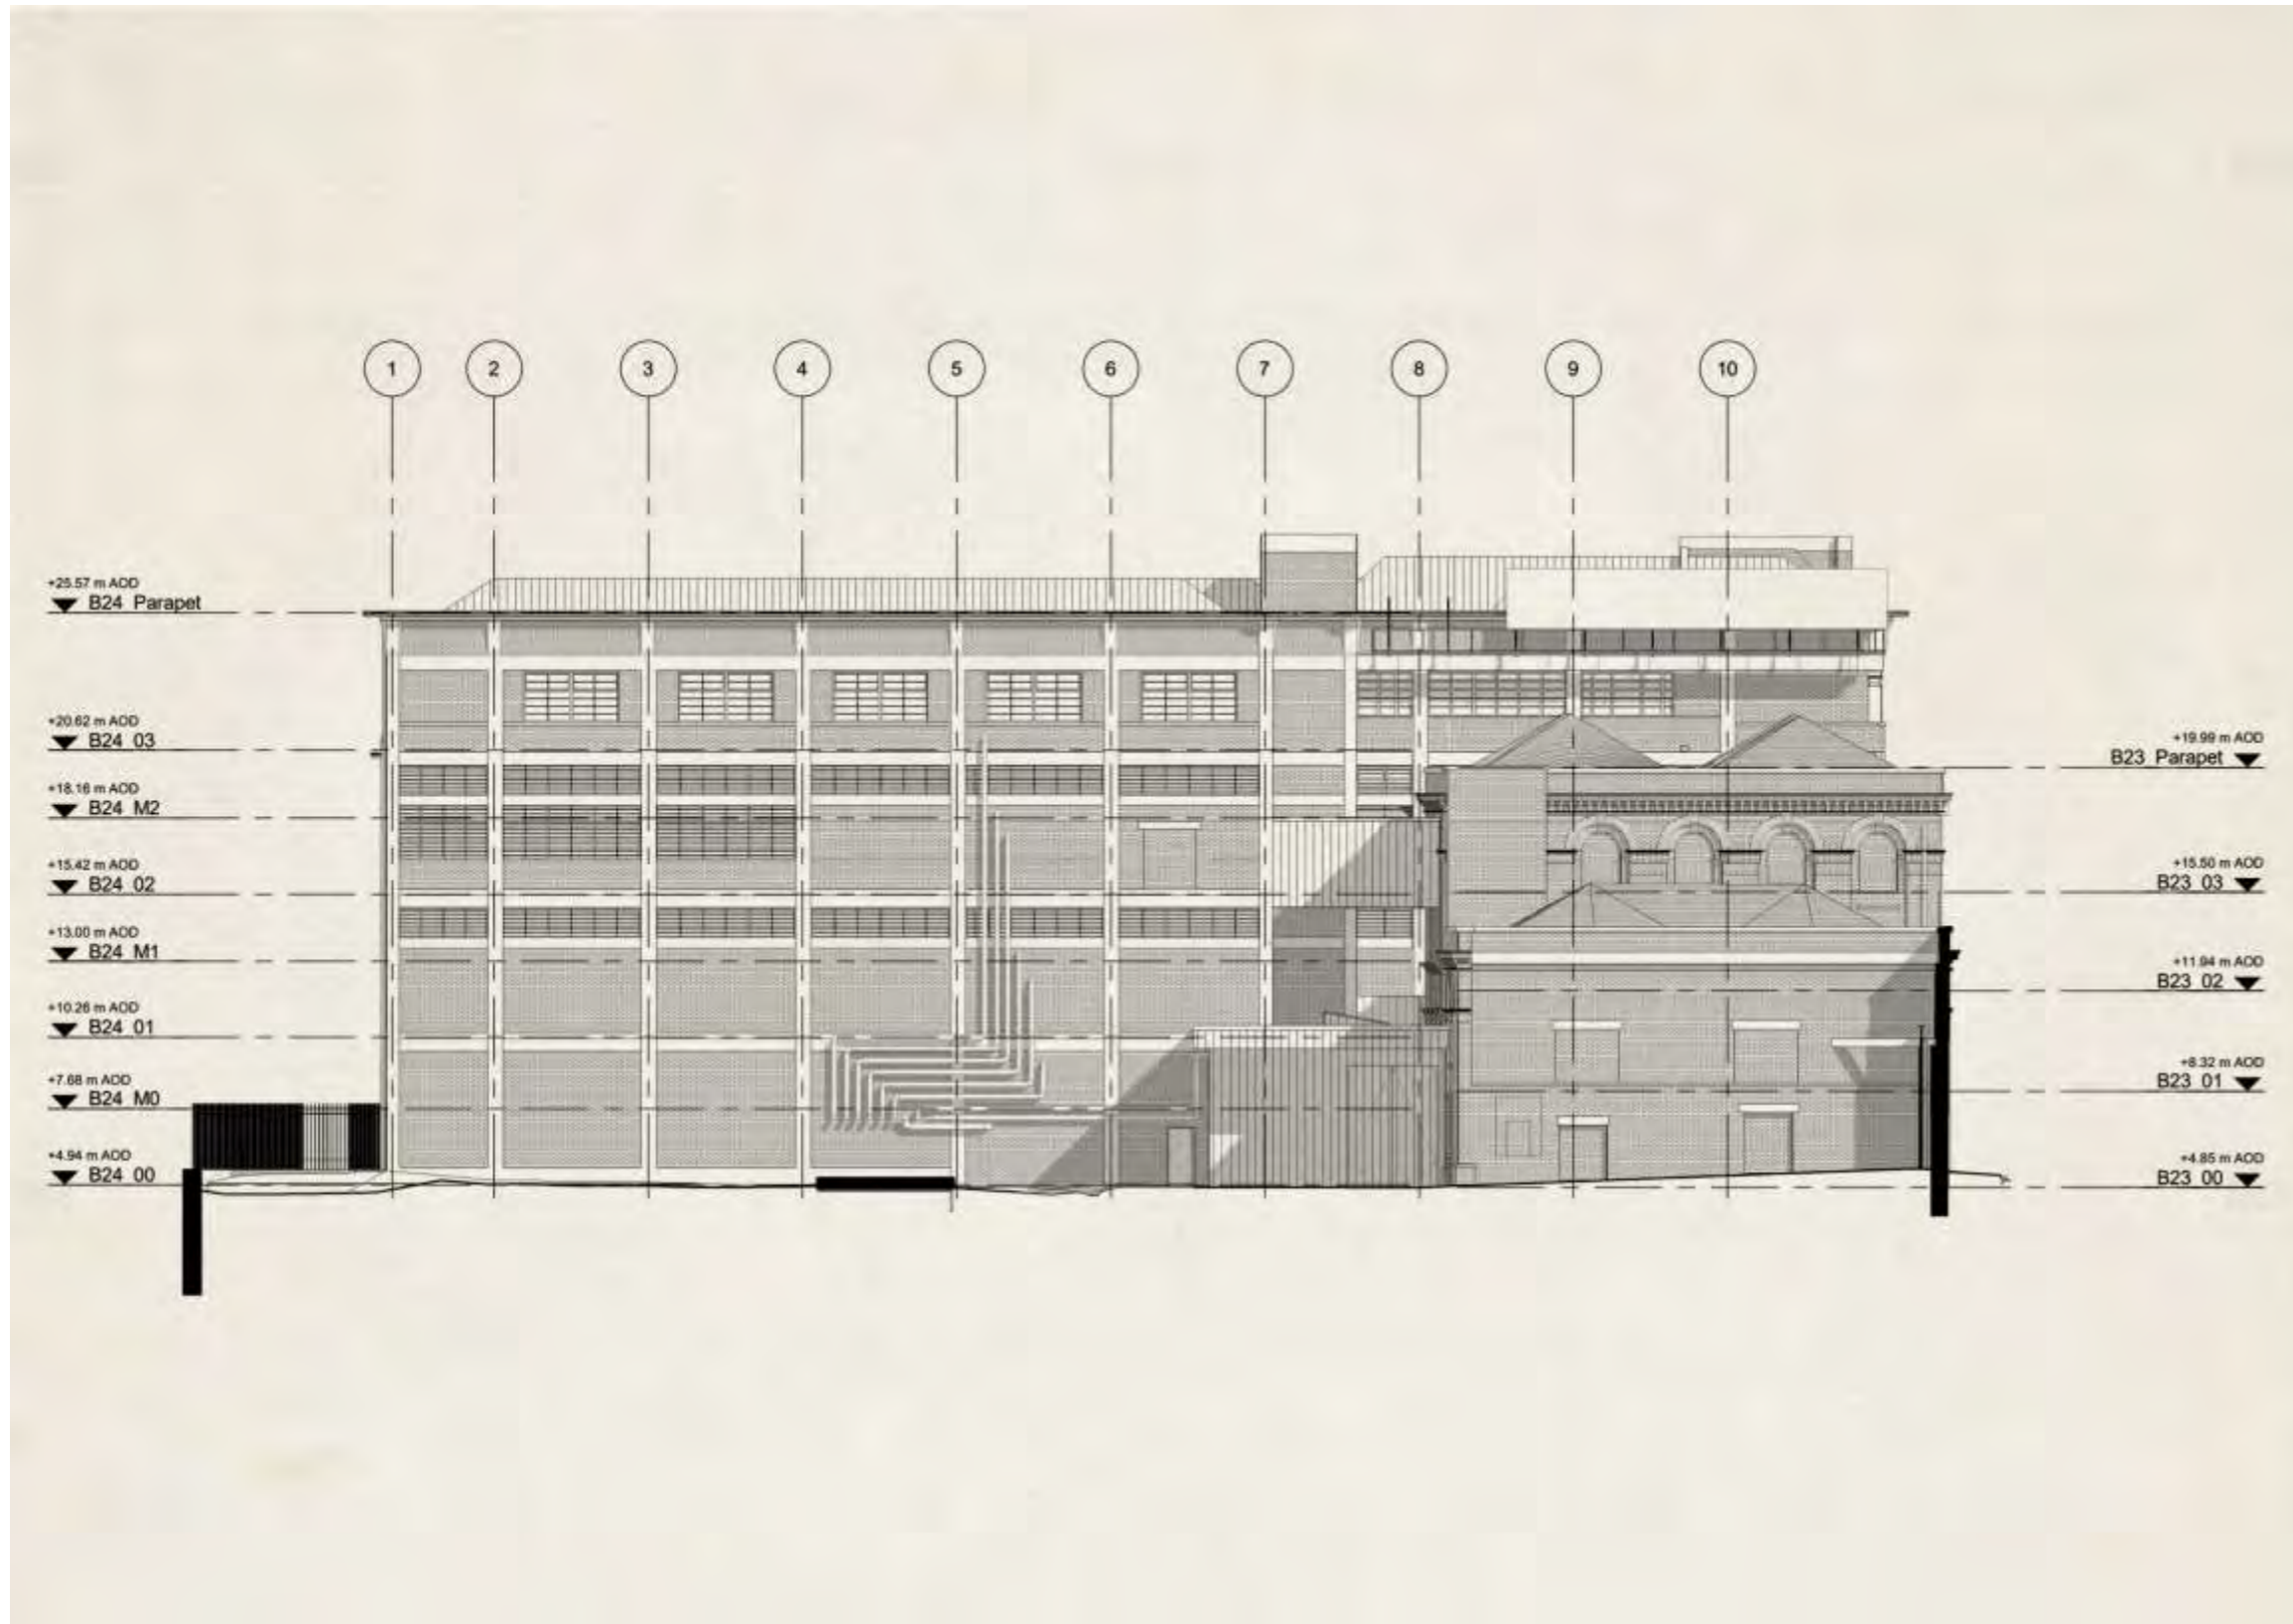 1 2 3 4 5 6 7 8 9 10
+25.57 m AOD
B24 Parapet
+20.62 m AOD
B24 03
+18.16 m AOD
B24 M2
+15.42 m AOD
B24 02
+13.00 m AOD
B24 M1
+10.26 m AOD
B24 01
+7.68 m AOD
B24 M0
+4.94 m AOD
B24 00
+19.99 m AOD
B23 Parapet
+15.50 m AOD
B23 03
+11.94 m AOD
B23 02
+8.32 m AOD
B23 01
+4.85 m AOD
B23 00